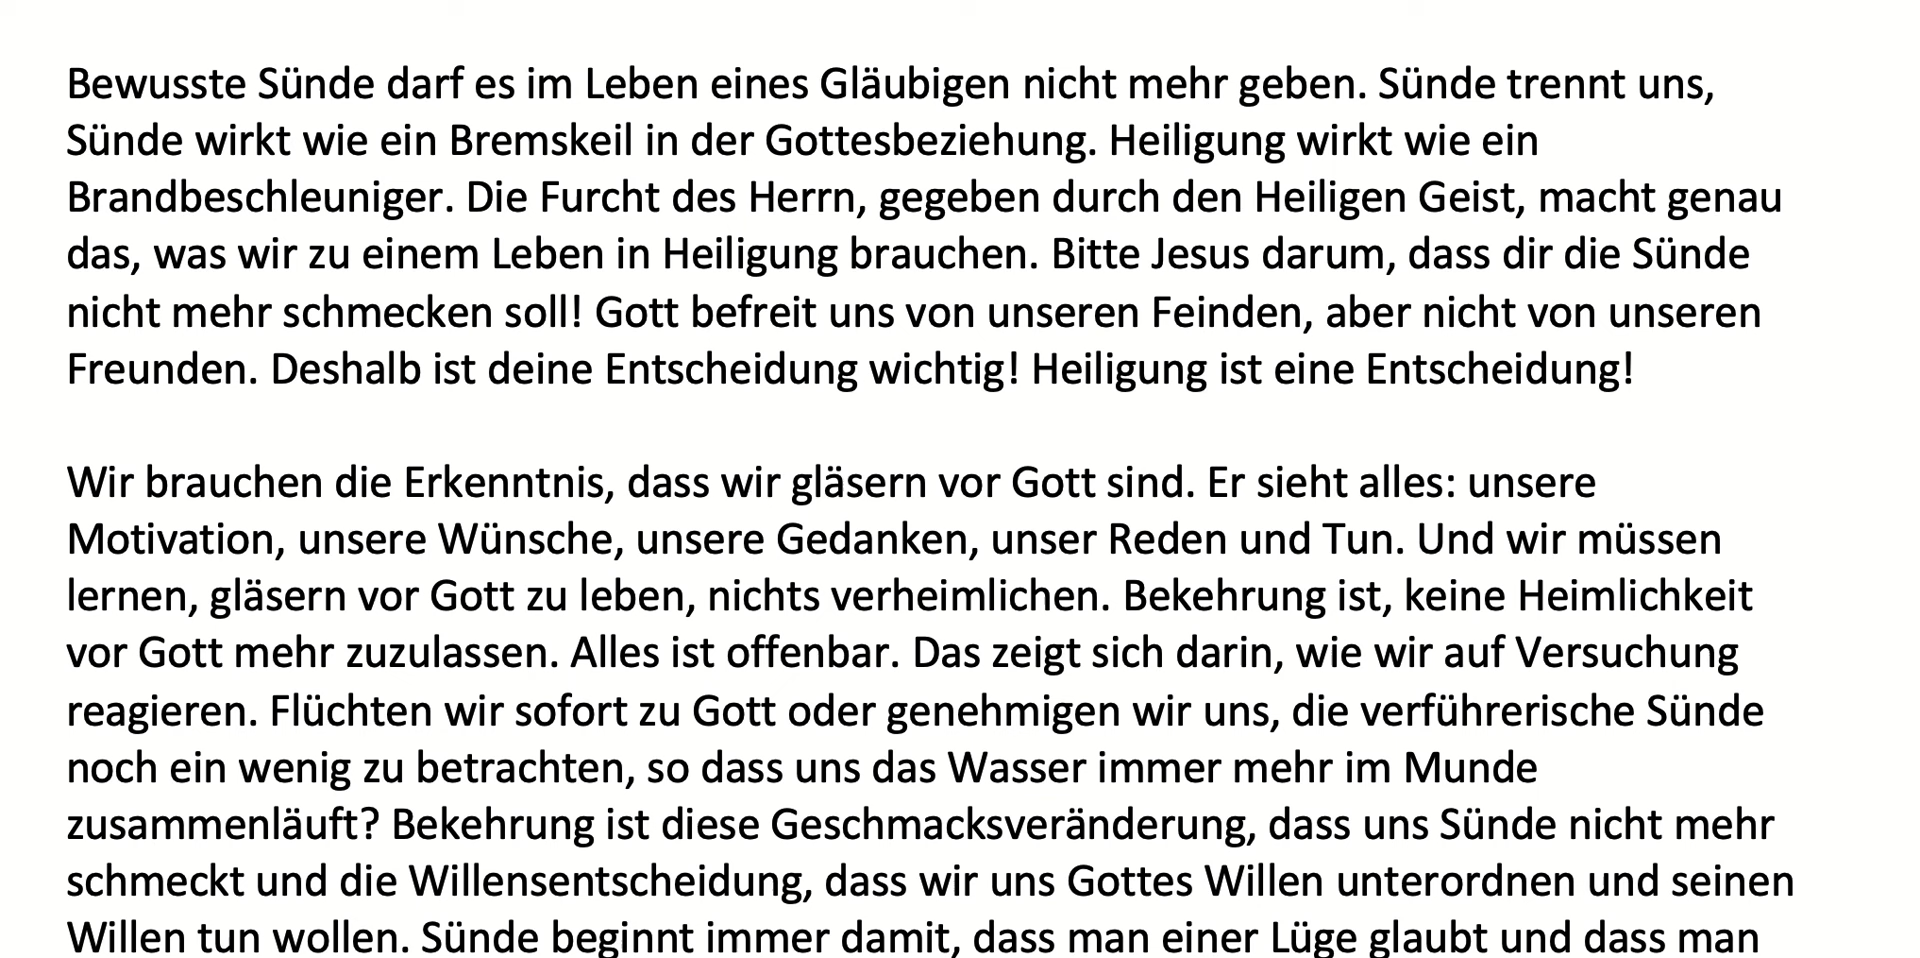 Bewusste Sünde darf es im Leben eines Gläubigen nicht mehr geben. Sünde trennt uns,
Sünde wirkt wie ein Bremskeil in der Gottesbeziehung. Heiligung wirkt wie ein
Brandbeschleuniger. Die Furcht des Herrn, gegeben durch den Heiligen Geist, macht genau
das, was wir zu einem Leben in Heiligung brauchen. Bitte Jesus darum, dass dir die Sünde
nicht mehr schmecken soll! Gott befreit uns von unseren Feinden, aber nicht von unseren
Freunden. Deshalb ist deine Entscheidung wichtig! Heiligung ist eine Entscheidung!
Wir brauchen die Erkenntnis, dass wir gläsern vor Gott sind. Er sieht alles: unsere
Motivation, unsere Wünsche, unsere Gedanken, unser Reden und Tun. Und wir müssen
lernen, gläsern vor Gott zu leben, nichts verheimlichen. Bekehrung ist, keine Heimlichkeit
vor Gott mehr zuzulassen. Alles ist offenbar. Das zeigt sich darin, wie wir auf Versuchung
reagieren. Flüchten wir sofort zu Gott oder genehmigen wir uns, die verführerische Sünde
noch ein wenig zu betrachten, so dass uns das Wasser immer mehr im Munde
zusammenläuft? Bekehrung ist diese Geschmacksveränderung, dass uns Sünde nicht mehr
schmeckt und die Willensentscheidung, dass wir uns Gottes Willen unterordnen und seinen
Willen tun wollen. Sünde beginnt immer damit, dass man einer Lüge glaubt und dass man